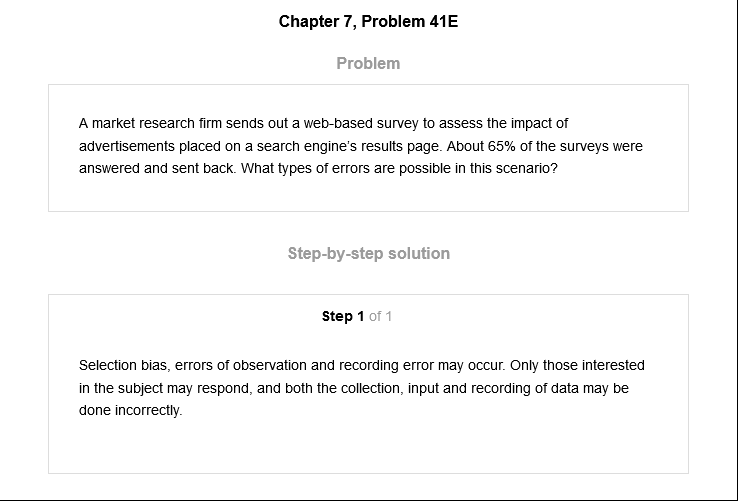 Chapter 7, Problem 41E
Problem
A market research firm sends out a web-based survey to assess the impact of
advertisements placed on a search engine's results page. About 65% of the surveys were
answered and sent back. What types of errors are possible in this scenario?
Step-by-step solution
Step 1 of 1
Selection bias, errors of observation and recording error may occur. Only those interested
in the subject may respond, and both the collection, input and recording of data may be
done incorrectly.